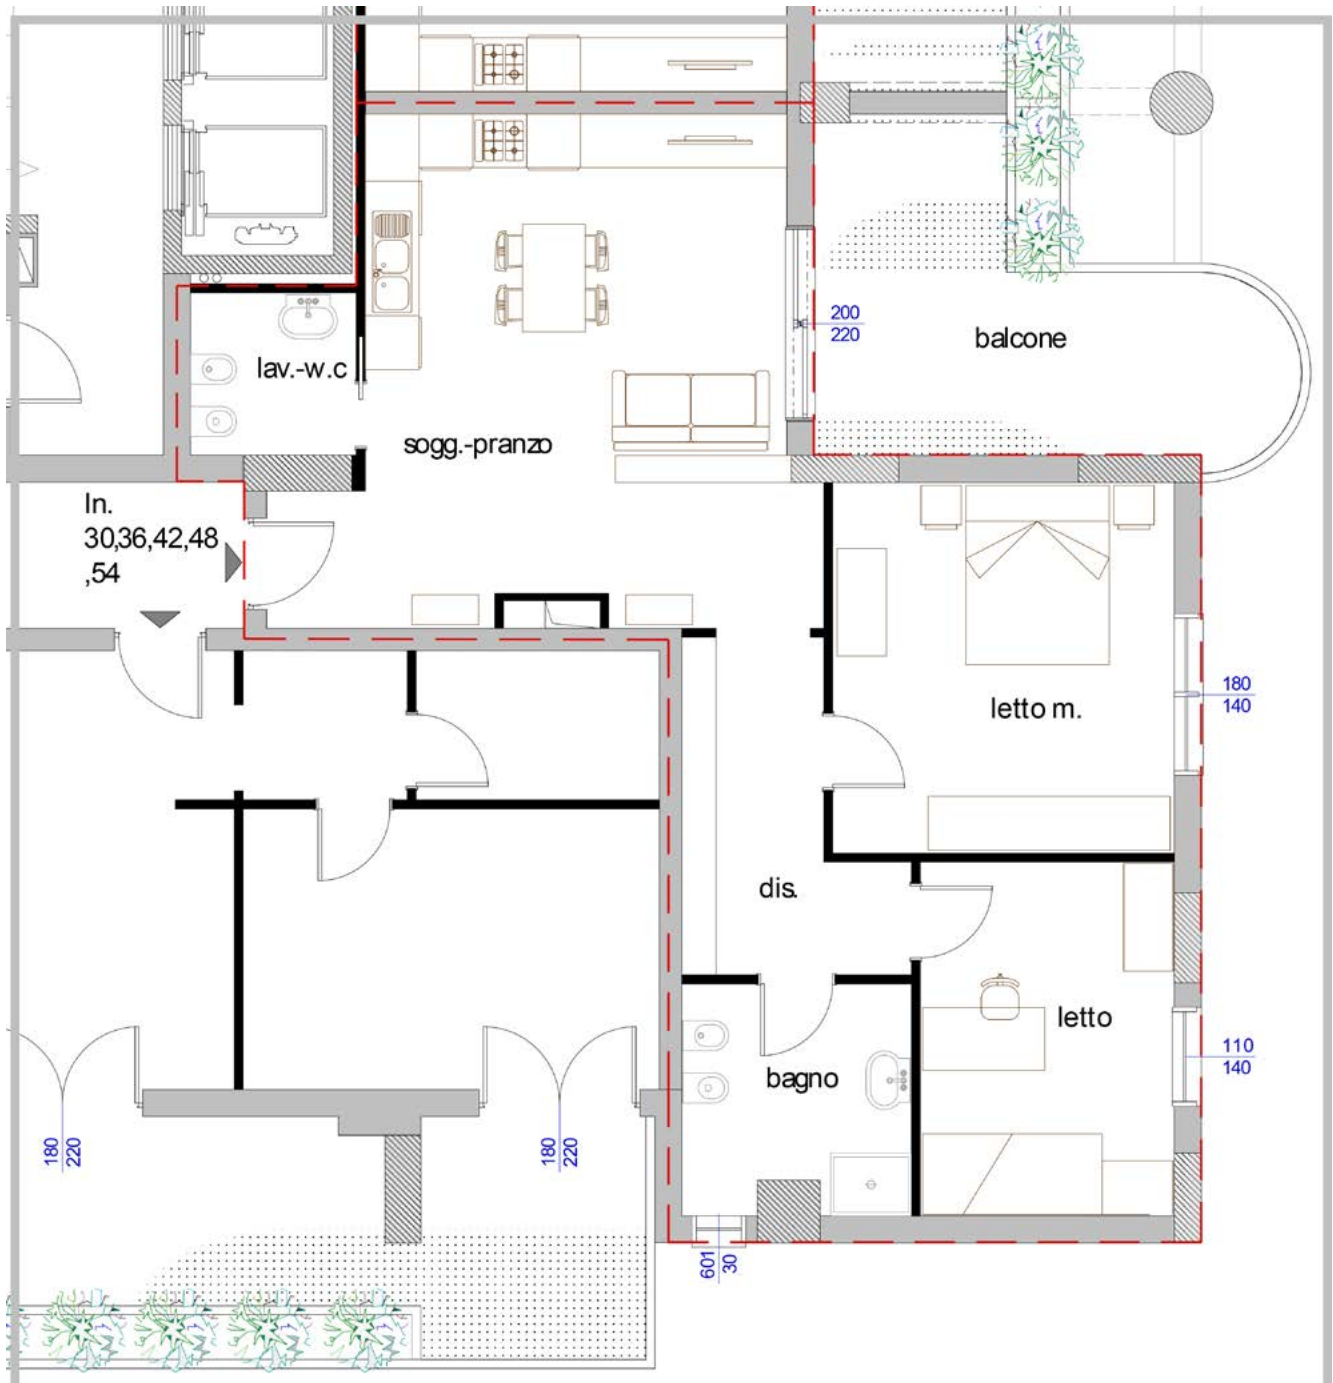 200
220
balcone
lav.-w.c
sogg.-pranzo
In.
30,36,42,48
,54
180
140
letto m.
dis.
letto
110
140
bagno
180
220
180
220
601
30